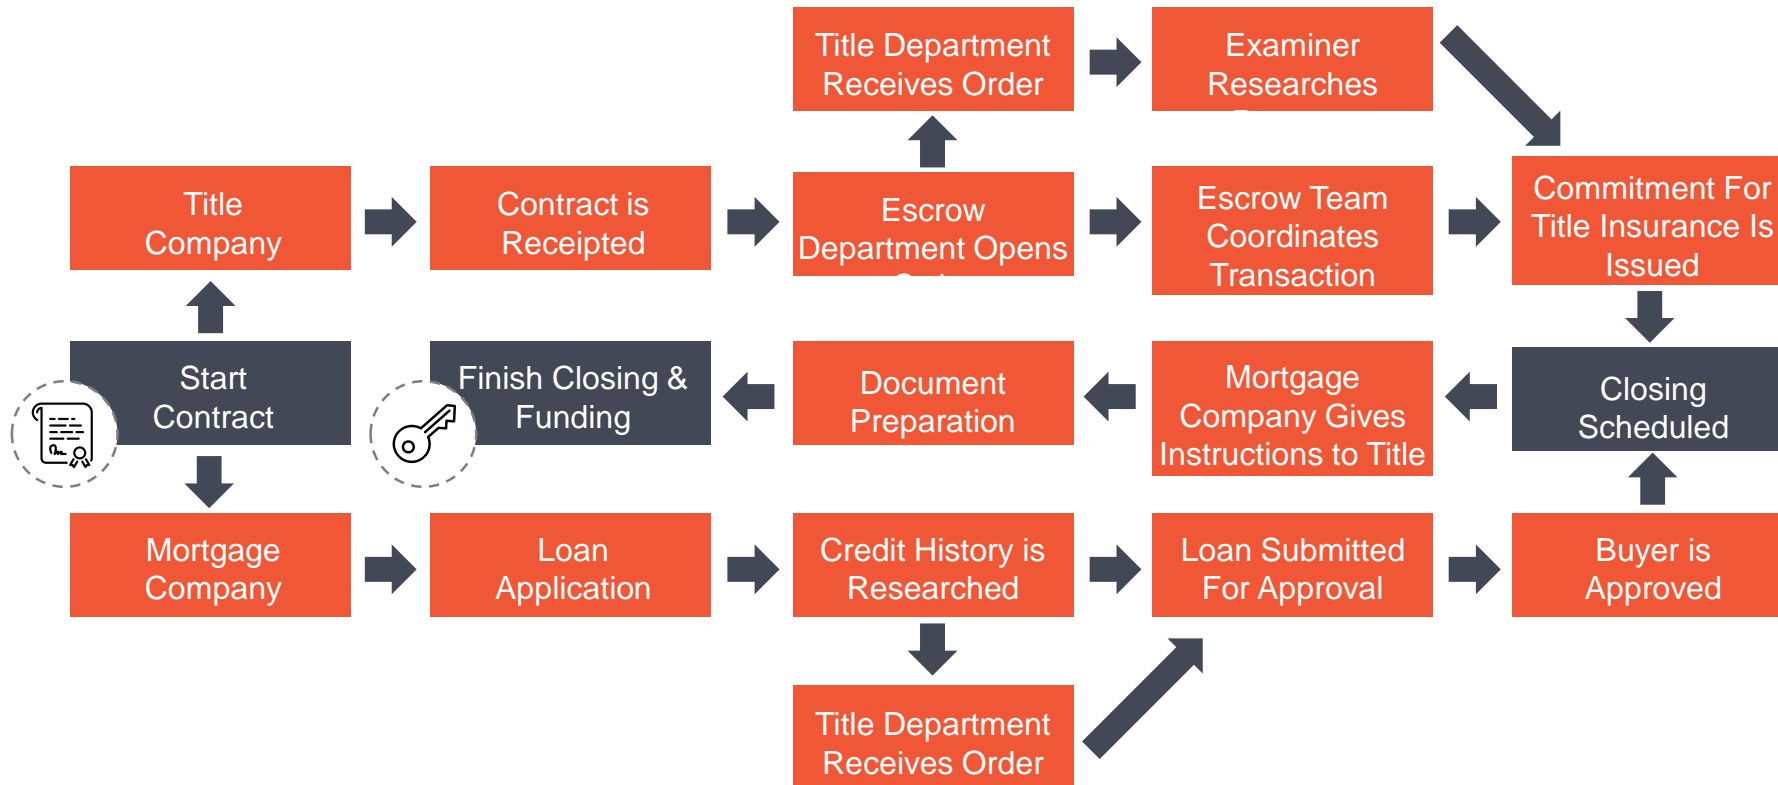 Title Department
Receives Order
Examiner
Researches
Title
Company
Contract is
Receipted
Escrow
Department Opens
Escrow Team
Coordinates
Transaction
Commitment For
Title Insurance Is
Issued
Start
Contract
Finish Closing &
Funding
Document
Preparation
Mortgage
Company Gives
Instructions to Title
Closing
Scheduled
Mortgage
Company
Loan
Application
Credit History is
Researched
Loan Submitted
For Approval
Buyer is
Approved
Title Department
Receives Order